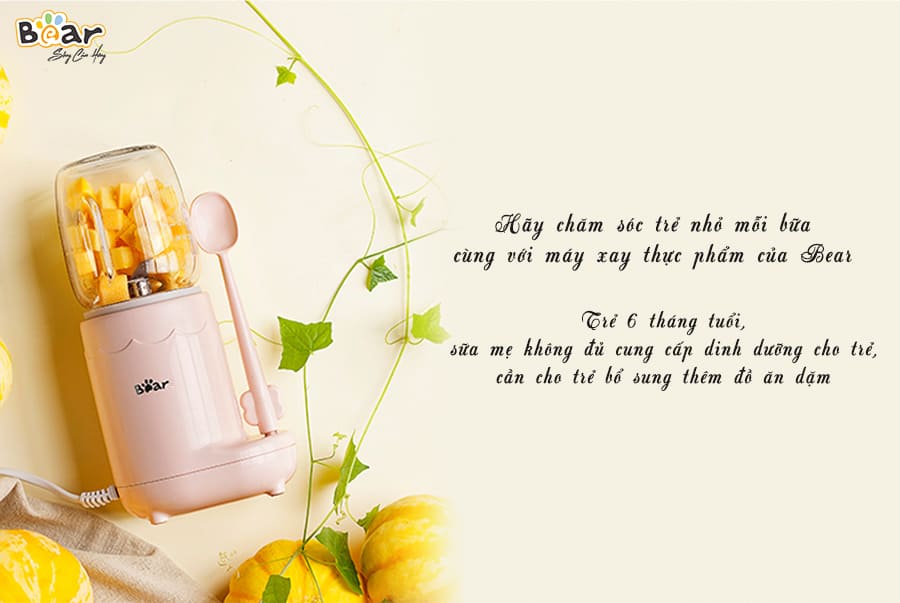 Bear
Sống Cảm Hứng
Hãy chăm sóc trẻ nhỏ mỗi bữa
cùng với máy xay thực phẩm của Bear
Trẻ 6 tháng tuổi,
sữa mẹ không đủ cung cấp dinh dưỡng cho trẻ,
cần cho trẻ bổ sung thêm đồ ăn dặm
Bear